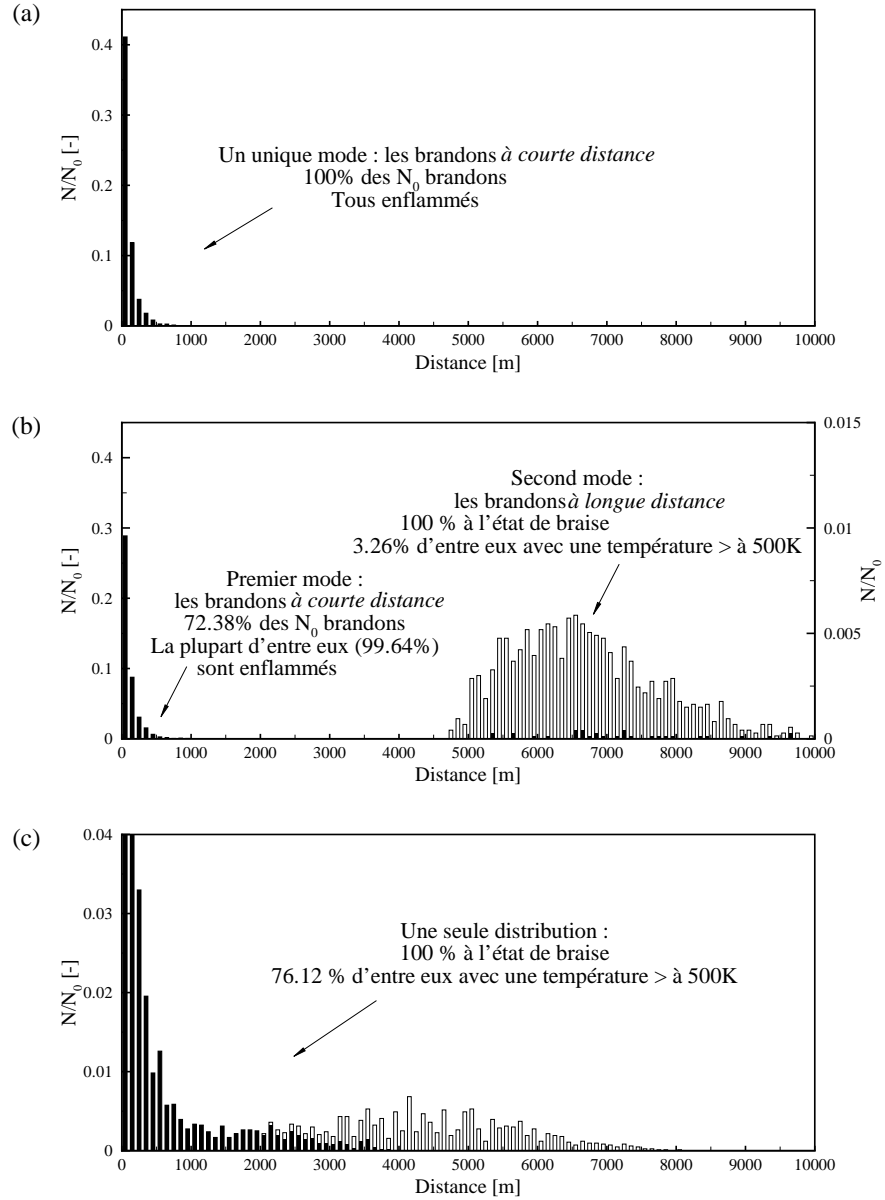 (a)
0.4
0.3
0.2
0.1
0
N/N0 [-]
Un unique mode : les brandons à courte distance
100% des N0 brandons
Tous enflammés
0 1000 2000 3000 4000 5000 6000 7000 8000 9000 10000
Distance [m]
(b)
0.4
0.3
0.2
0.1
0
N/N0 [-]
Premier mode :
les brandons à courte distance
72.38% des N0 brandons
La plupart d'entre eux (99.64%)
sont enflammés
Second mode :
les brandons à longue distance
100 % à l'état de braise
3.26% d'entre eux avec une température > à 500K
0.015
0.010
0.005
0
N/N0
0 1000 2000 3000 4000 5000 6000 7000 8000 9000 10000
Distance [m]
(c)
0.04
0.03
0.02
0.01
0
N/N0 [-]
Une seule distribution :
100 % à l'état de braise
76.12 % d'entre eux avec une température > à 500K
0 1000 2000 3000 4000 5000 6000 7000 8000 9000 10000
Distance [m]